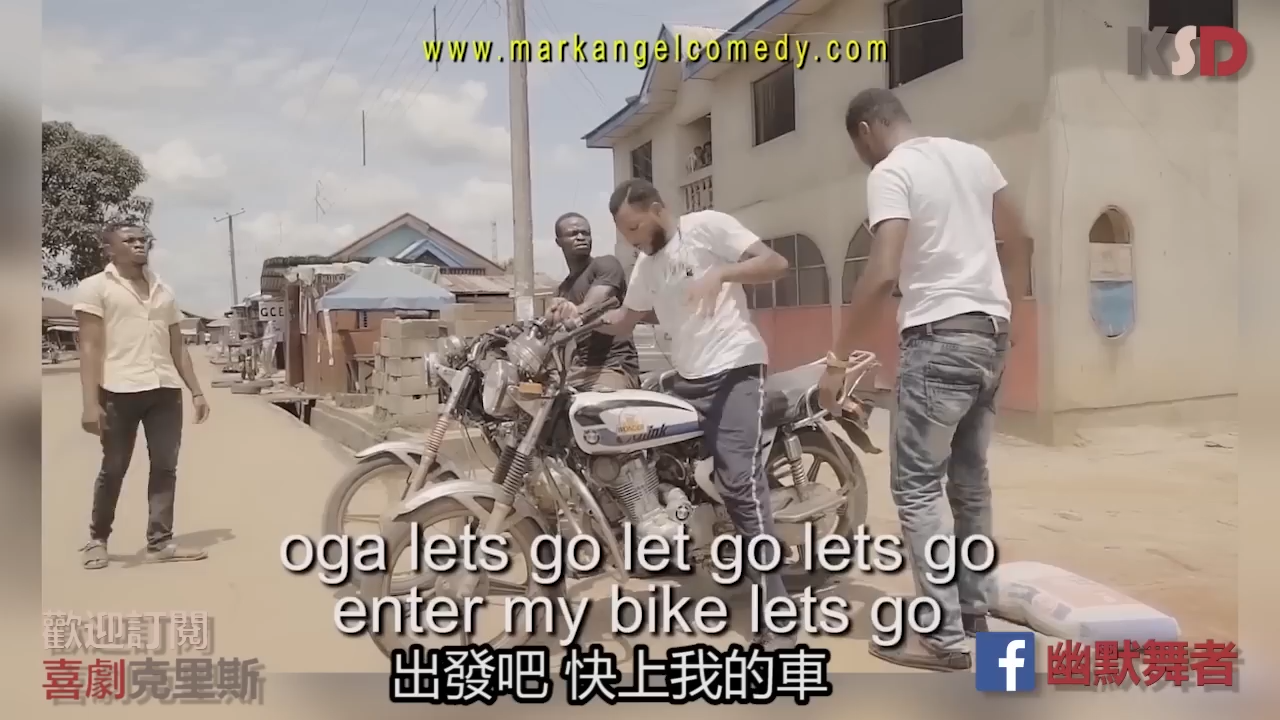 www.markangelcomedy.com
KSD
GCE
oga lets go let go lets go
enter my bike lets go
出發吧 快上我的車
歡迎訂閱
喜劇克里斯
f 幽默舞者